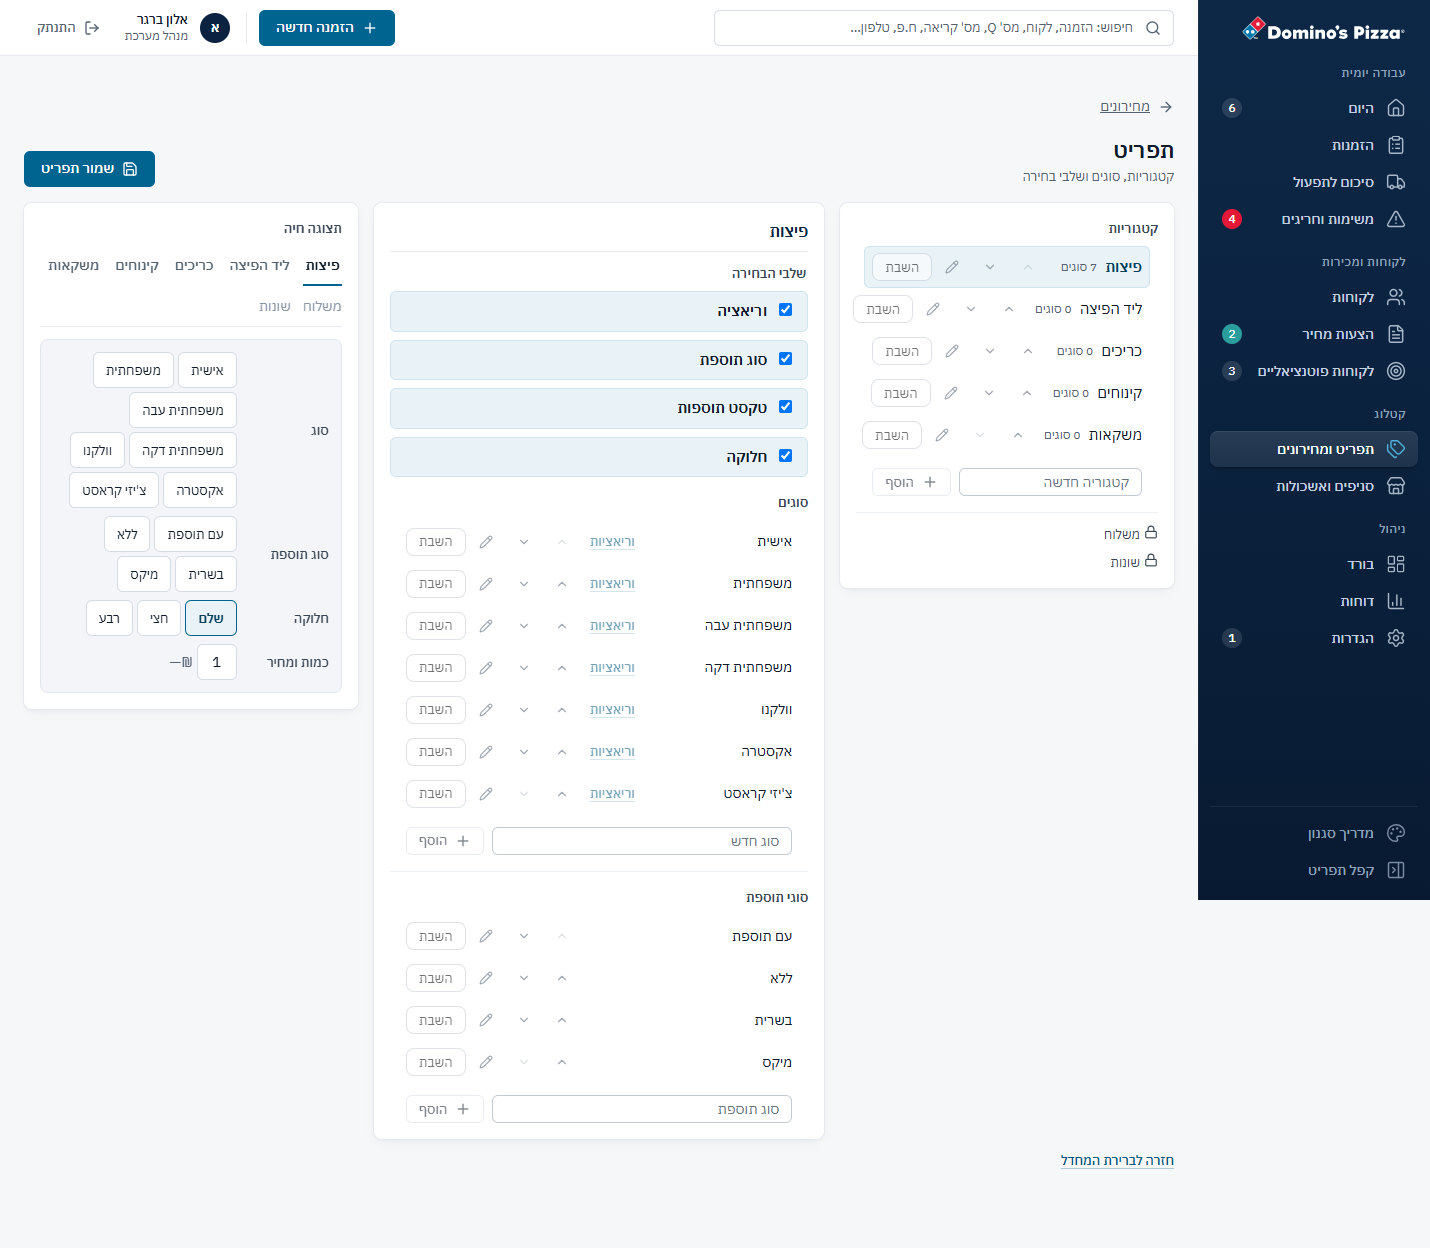 Domino's Pizza
עבודה יומית
היום 6
הזמנות
סיכום לתפעול
משימות וחריגים 4
לקוחות ומכירות
לקוחות
הצעות מחיר 2
לקוחות פוטנציאליים 3
קטלוג
תפריט ומחירונים
סניפים ואשכולות
ניהול
בורד
דוחות
הגדרות 1
מדריך סגנון
קפל תפריט
חיפוש: הזמנה, לקוח, מס' Q, מס' קריאה, ח.פ, טלפון...
הזמנה חדשה
א
אלון ברגר
מנהל מערכת
התנתק
מחירונים
תפריט
קטגוריות, סוגים ושלבי בחירה
שמור תפריט
קטגוריות
פיצות 7 סוגים השבת
ליד הפיצה 0 סוגים השבת
כריכים 0 סוגים השבת
קינוחים 0 סוגים השבת
משקאות 0 סוגים השבת
קטגוריה חדשה הוסף
משלוח
שונות
פיצות
שלבי הבחירה
וריאציה
סוג תוספת
טקסט תוספות
חלוקה
סוגים
אישית וריאציות השבת
משפחתית וריאציות השבת
משפחתית עבה וריאציות השבת
משפחתית דקה וריאציות השבת
וולקנו וריאציות השבת
אקסטרה וריאציות השבת
צ'יזי קראסט וריאציות השבת
סוג חדש הוסף
סוגי תוספת
עם תוספת השבת
ללא השבת
בשרית השבת
מיקס השבת
סוג תוספת הוסף
תצוגה חיה
פיצות ליד הפיצה כריכים קינוחים משקאות
משלוח שונות
סוג
אישית משפחתית
משפחתית עבה
משפחתית דקה וולקנו
אקסטרה צ'יזי קראסט
סוג תוספת
עם תוספת ללא
בשרית מיקס
חלוקה שלם חצי רבע
כמות ומחיר 1 ₪—
חזרה לברירת המחדל